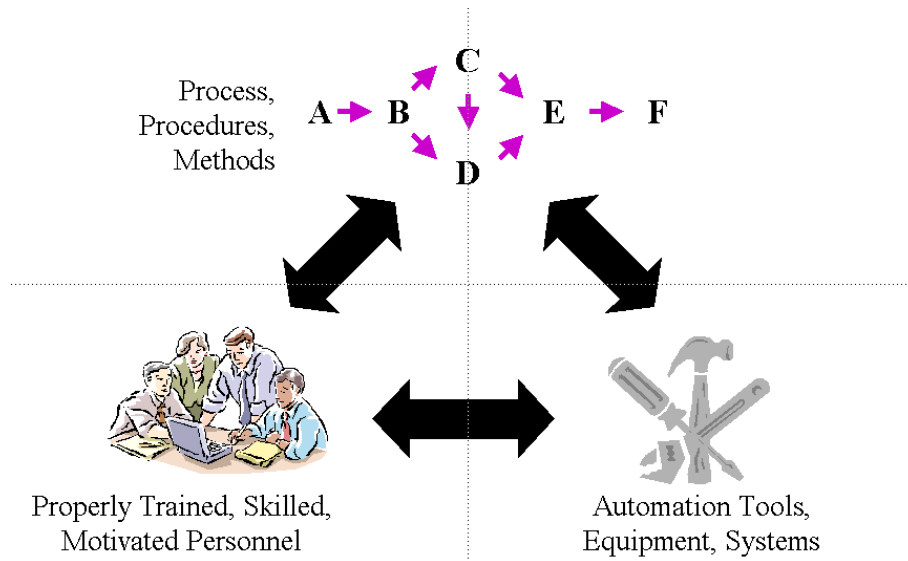 C
Process,
Procedures,
Methods
A B E F
D
Properly Trained, Skilled,
Motivated Personnel
Automation Tools,
Equipment, Systems